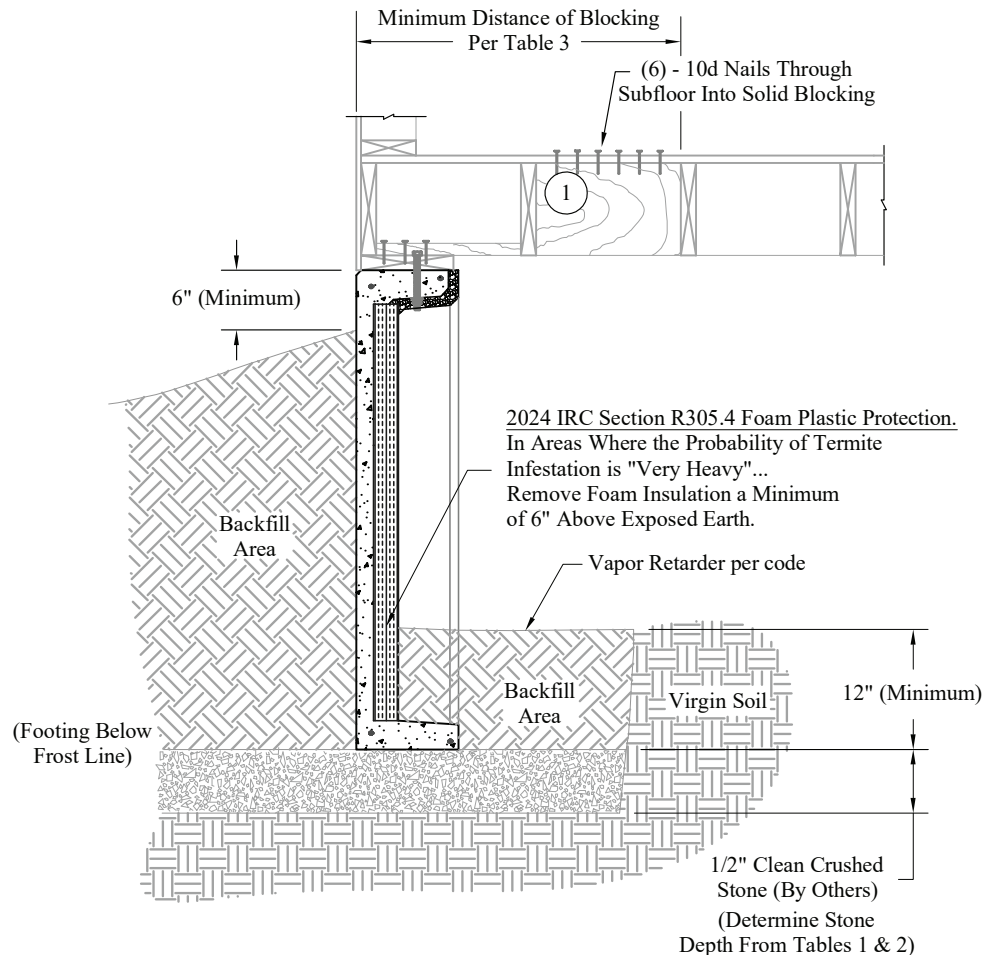 Minimum Distance of Blocking
Per Table 3
(6) - 10d Nails Through
Subfloor Into Solid Blocking
1
6" (Minimum)
2024 IRC Section R305.4 Foam Plastic Protection.
In Areas Where the Probability of Termite
Infestation is "Very Heavy"...
Remove Foam Insulation a Minimum
of 6" Above Exposed Earth.
Backfill
Area
Vapor Retarder per code
Backfill
Area
Virgin Soil
12" (Minimum)
(Footing Below
Frost Line)
1/2" Clean Crushed
Stone (By Others)
(Determine Stone
Depth From Tables 1 & 2)